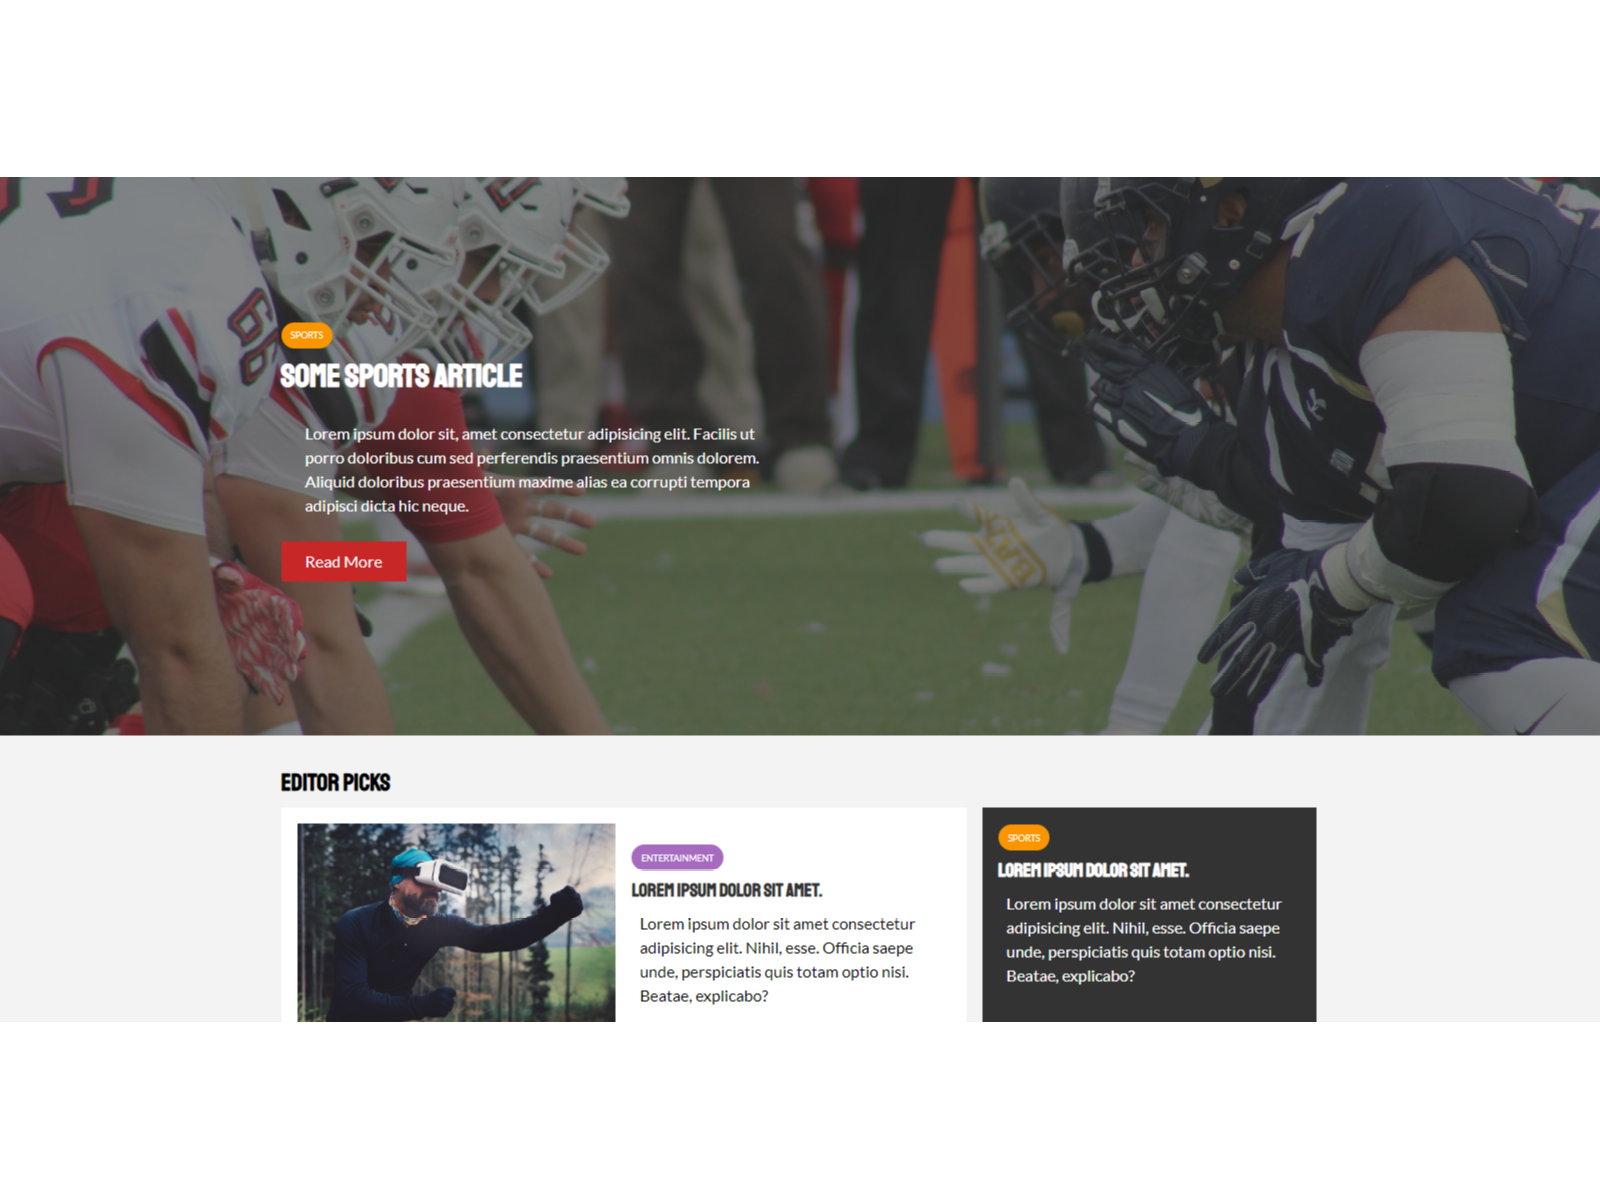 SPORTS
SOME SPORTS ARTICLE
Lorem ipsum dolor sit, amet consectetur adipisicing elit. Facilis ut
porro doloribus cum sed perferendis praesentium omnis dolorem.
Aliquid doloribus praesentium maxime alias ea corrupti tempora
adipisci dicta hic neque.
Read More
EDITOR PICKS
ENTERTAINMENT
LOREM IPSUM DOLOR SIT AMET.
Lorem ipsum dolor sit amet consectetur
adipisicing elit. Nihil, esse. Officia saepe
unde, perspiciatis quis totam optio nisi.
Beatae, explicabo?
SPORTS
LOREM IPSUM DOLOR SIT AMET.
Lorem ipsum dolor sit amet consectetur
adipisicing elit. Nihil, esse. Officia saepe
unde, perspiciatis quis totam optio nisi.
Beatae, explicabo?